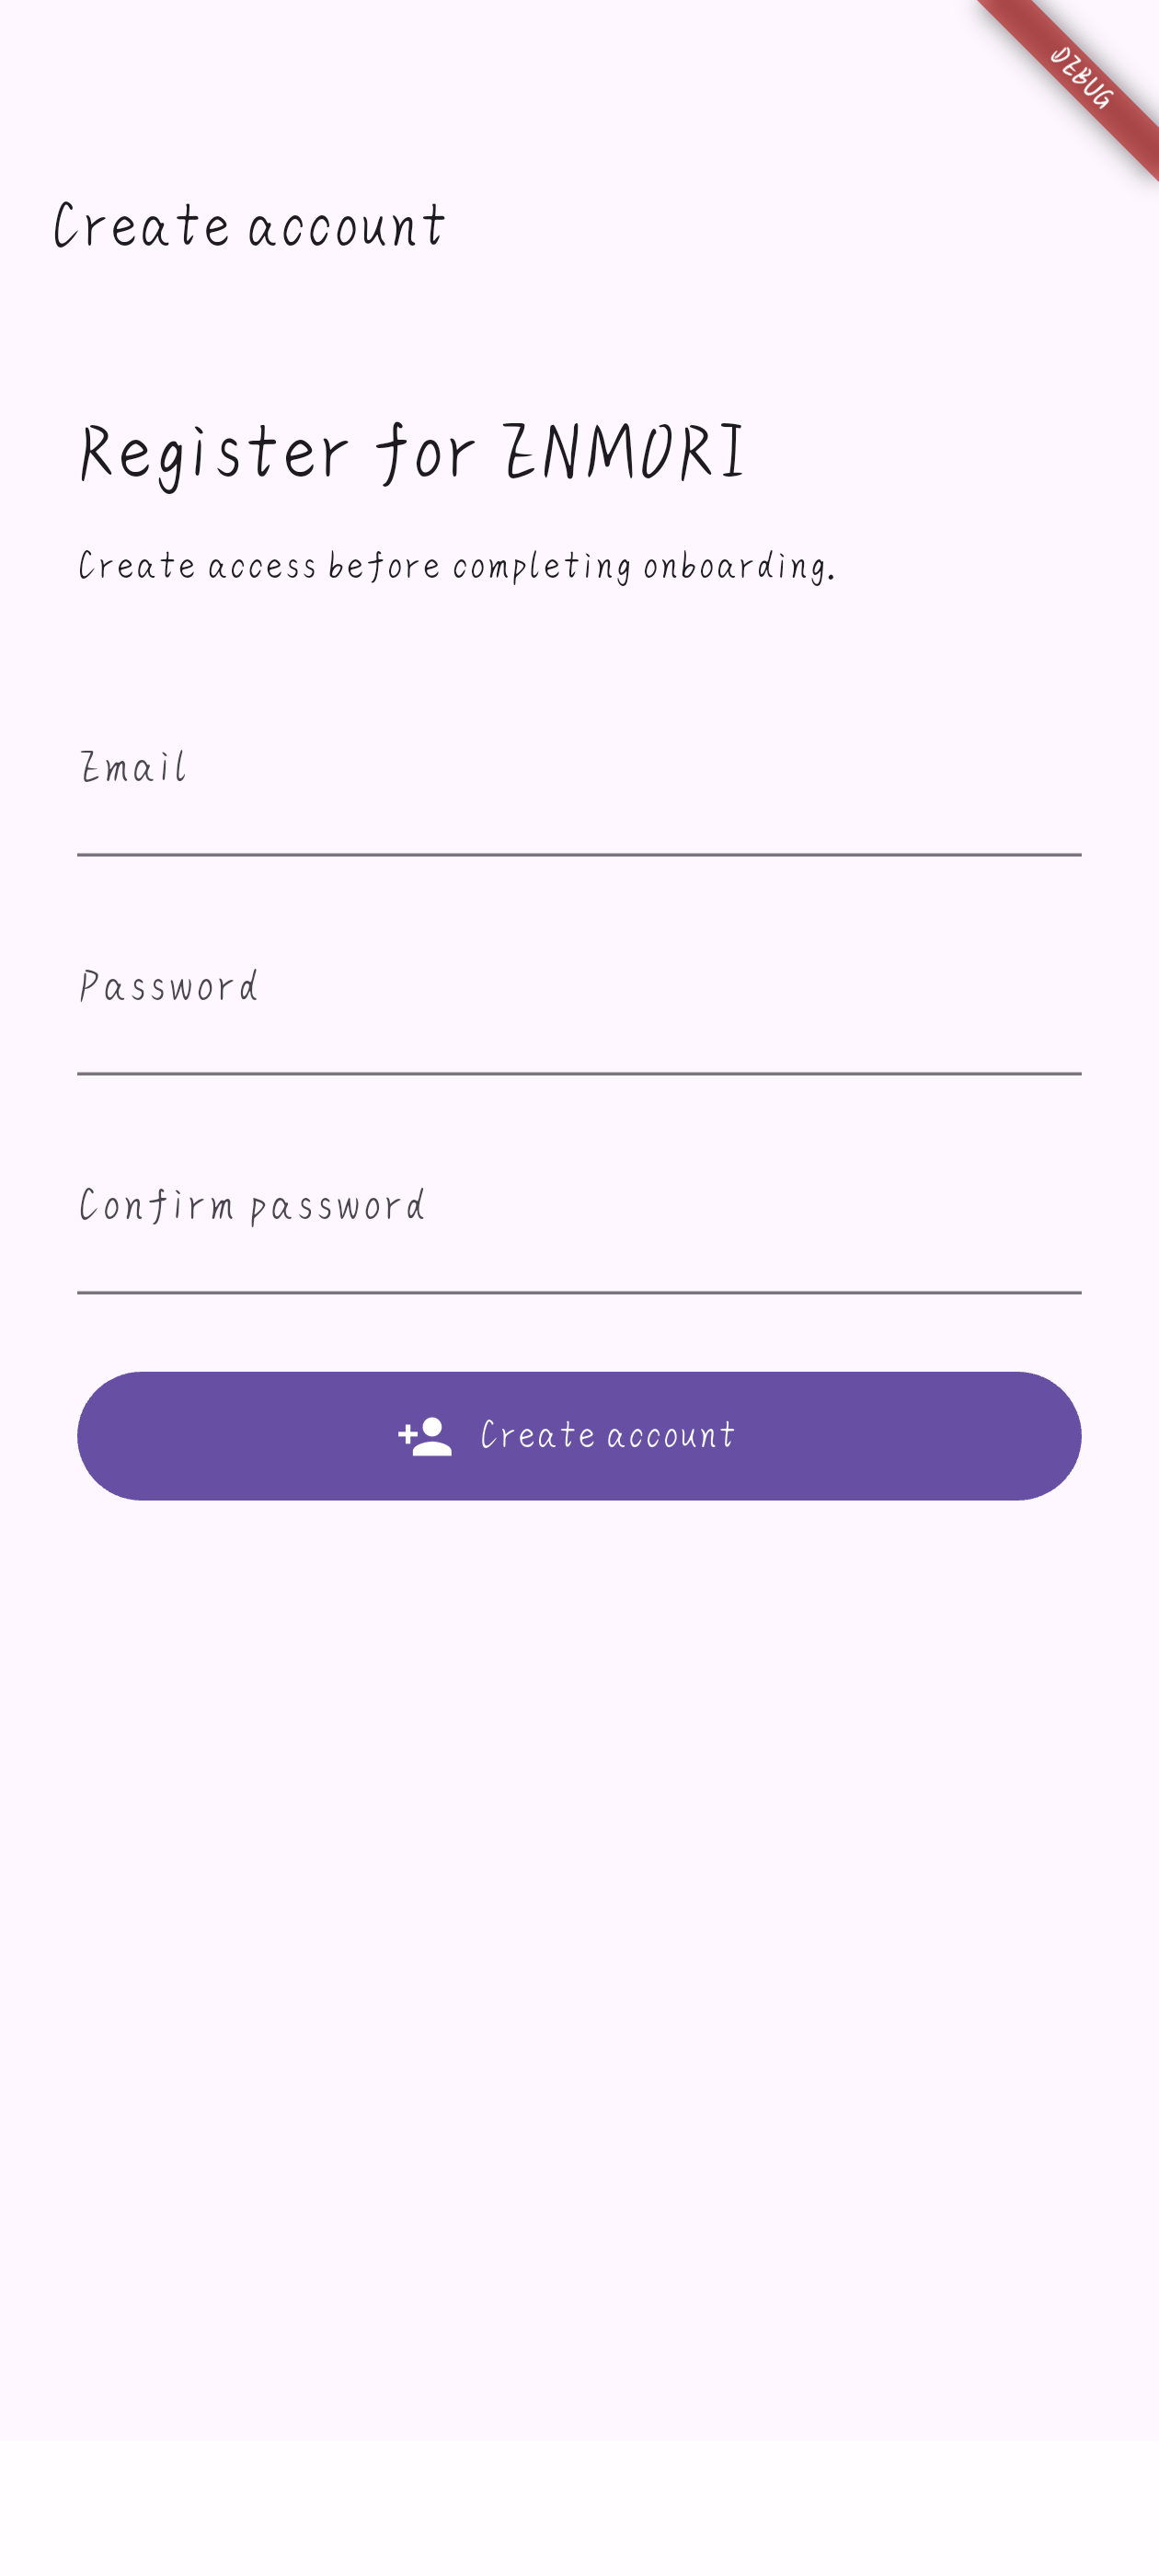 DEBUG
Create account
Register for ENMORI
Create access before completing onboarding.
Email
Password
Confirm password
Create account